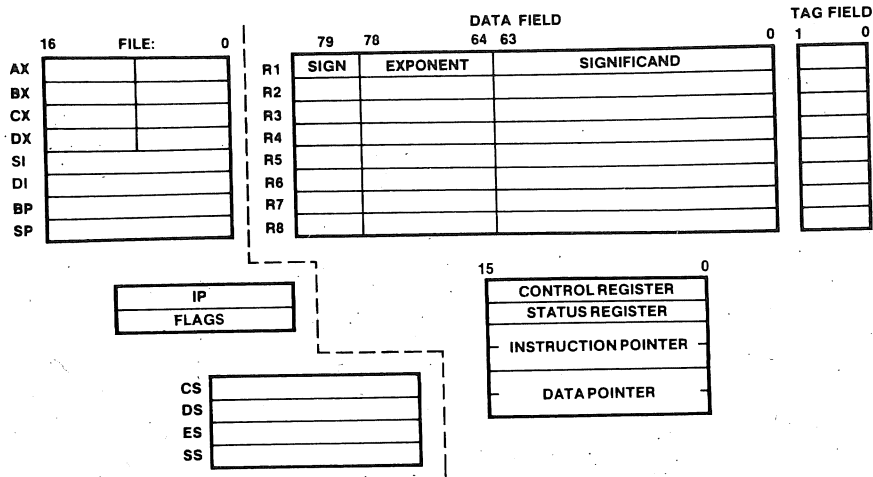 16 FILE: 0
AX
BX
CX
DX
SI
DI
BP
SP
IP
FLAGS
CS
DS
ES
SS
DATA FIELD
79 78 64 63 0
SIGN EXPONENT SIGNIFICAND
R1
R2
R3
R4
R5
R6
R7
R8
TAG FIELD
1 0
15 0
CONTROL REGISTER
STATUS REGISTER
INSTRUCTION POINTER
DATA POINTER